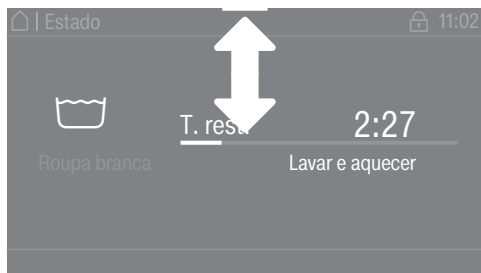 | Estado 11:02
T. rest. 2:27
Roupa branca Lavar e aquecer